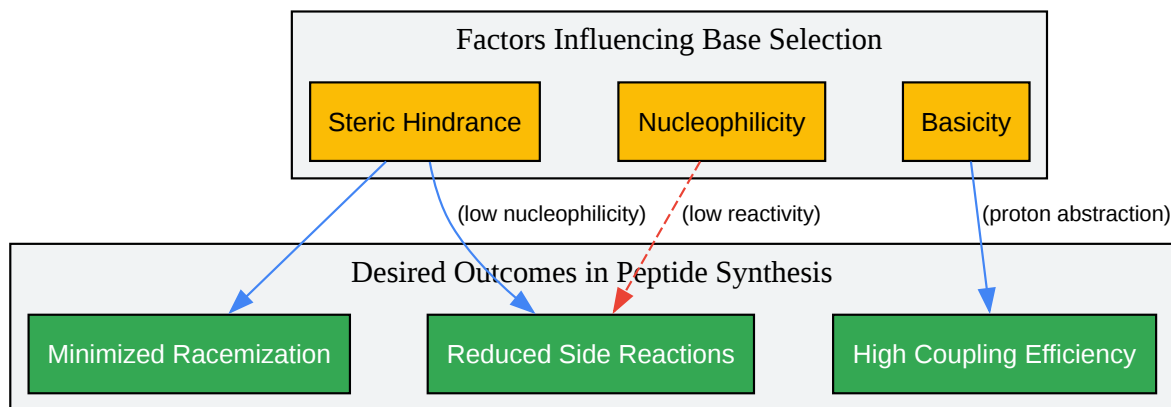 Factors Influencing Base Selection
Steric Hindrance
Nucleophilicity
Basicity
(low nucleophilicity)
(low reactivity)
(proton abstraction)
Desired Outcomes in Peptide Synthesis
Minimized Racemization
Reduced Side Reactions
High Coupling Efficiency